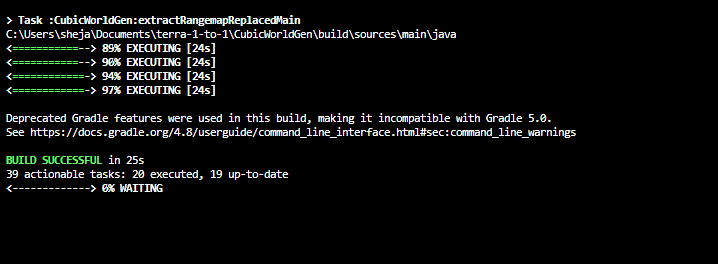 > Task :CubicWorldGen:extractRangemapReplacedMain
C:\Users\sheja\Documents\terra-1-to-1\CubicWorldGen\build\sources\main\java
<============--> 89% EXECUTING [24s]
<============--> 90% EXECUTING [24s]
<============-> 94% EXECUTING [24s]
<============-> 97% EXECUTING [24s]
Deprecated Gradle features were used in this build, making it incompatible with Gradle 5.0.
See https://docs.gradle.org/4.8/userguide/command_line_interface.html#sec:command_line_warnings
BUILD SUCCESSFUL in 25s
39 actionable tasks: 20 executed, 19 up-to-date
<-------------> 0% WAITING